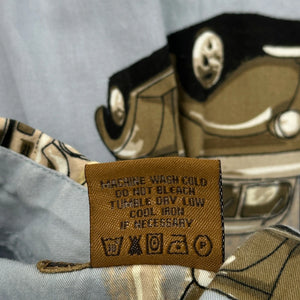 MACHINE WASH COLD
DO NOT BLEACH
TUMBLE DRY LOW
COOL IRON
IF NECESSARY